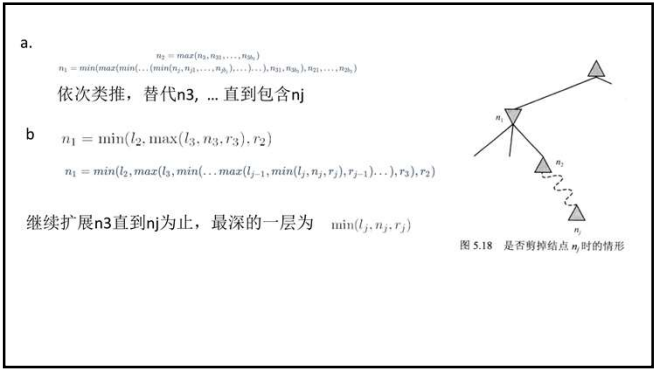 a.
n₂ = max(n₃, n₃₁, ..., n₃b₃)
n₁ = min(max(min(...(min(nⱼ, nⱼ₁, ..., nⱼbⱼ), ...)...), n₃₁, n₃b₃), n₂₁, ..., n₂b₂)
依次类推，替代n3, … 直到包含nj
b
n₁ = min(l₂, max(l₃, n₃, r₃), r₂)
n₁ = min(l₂, max(l₃, min(...max(lⱼ₋₁, min(lⱼ, nⱼ, rⱼ), rⱼ₋₁)...), r₃), r₂)
继续扩展n3直到nj为止，最深的一层为 min(lⱼ, nⱼ, rⱼ)
n₁
n₂
nⱼ
图 5.18 是否剪掉结点 nⱼ 时的情形